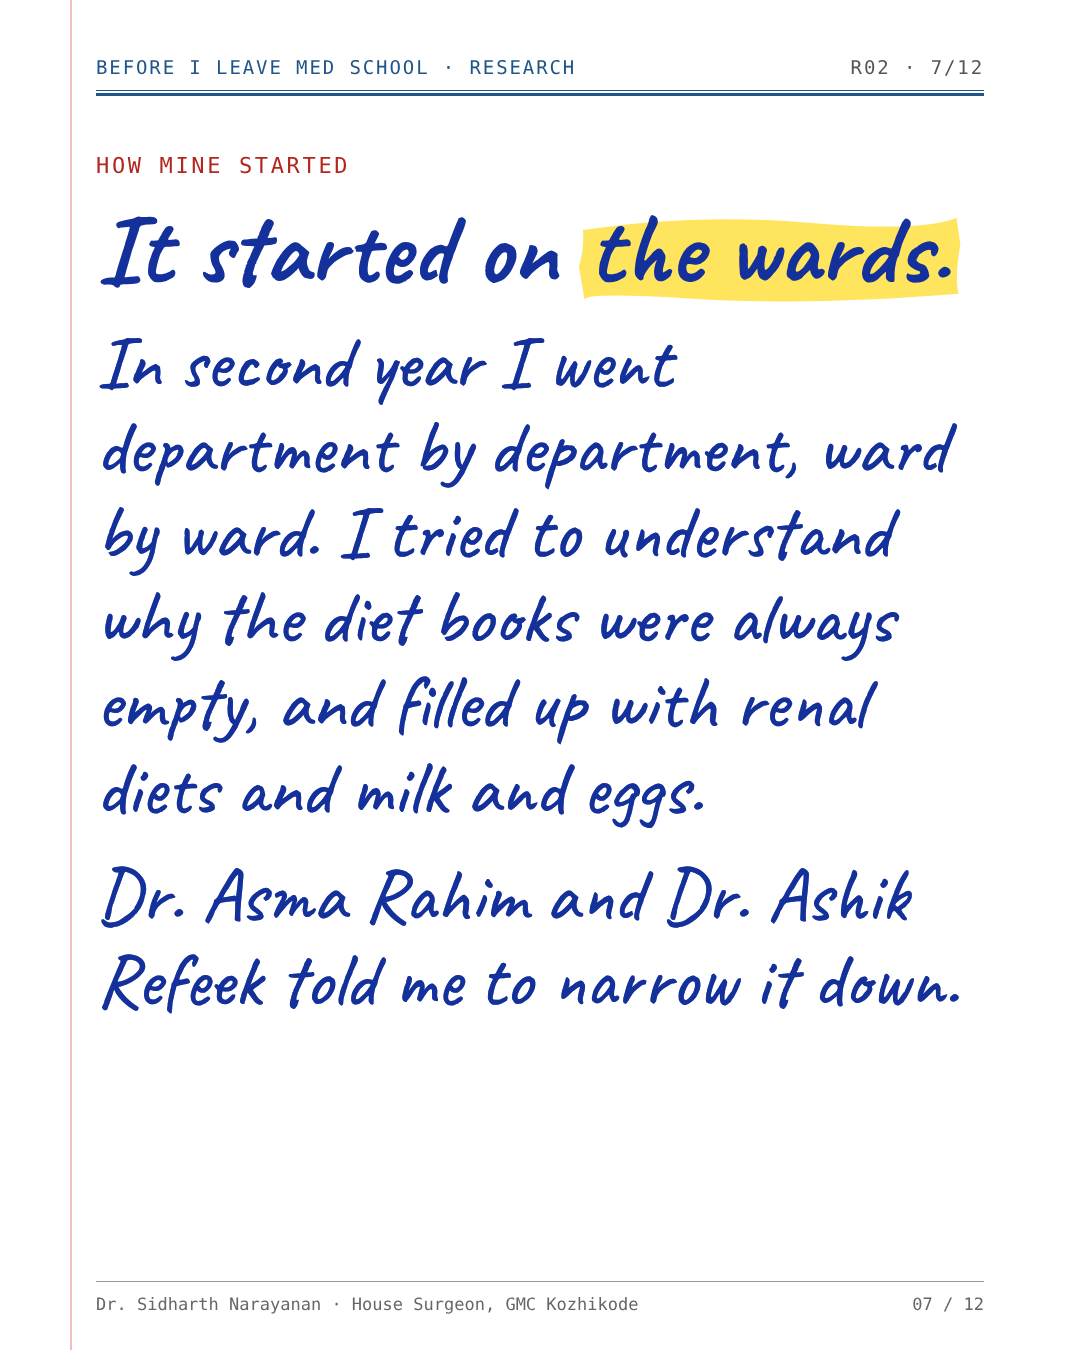 BEFORE I LEAVE MED SCHOOL · RESEARCH
R02 · 7/12
HOW MINE STARTED
It started on the wards.
In second year I went
department by department, ward
by ward. I tried to understand
why the diet books were always
empty, and filled up with renal
diets and milk and eggs.
Dr. Asma Rahim and Dr. Ashik
Refeek told me to narrow it down.
Dr. Sidharth Narayanan · House Surgeon, GMC Kozhikode
07 / 12